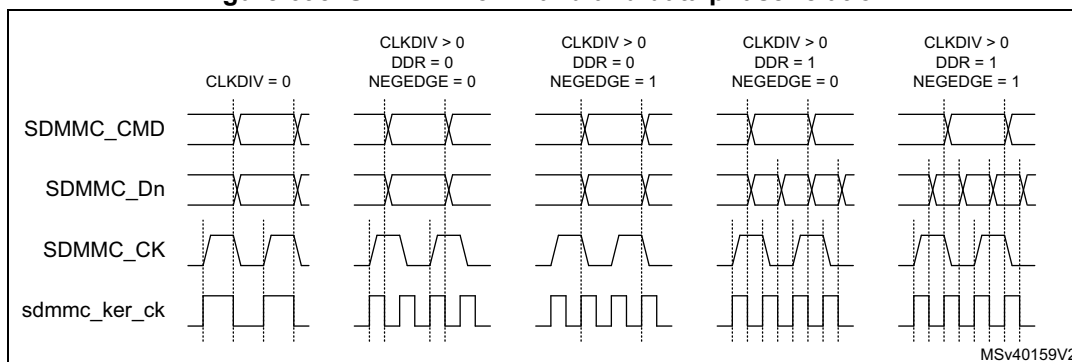 CLKDIV = 0
CLKDIV > 0
DDR = 0
NEGEDGE = 0
CLKDIV > 0
DDR = 0
NEGEDGE = 1
CLKDIV > 0
DDR = 1
NEGEDGE = 0
CLKDIV > 0
DDR = 1
NEGEDGE = 1
SDMMC_CMD
SDMMC_Dn
SDMMC_CK
sdmmc_ker_ck
MSv40159V2